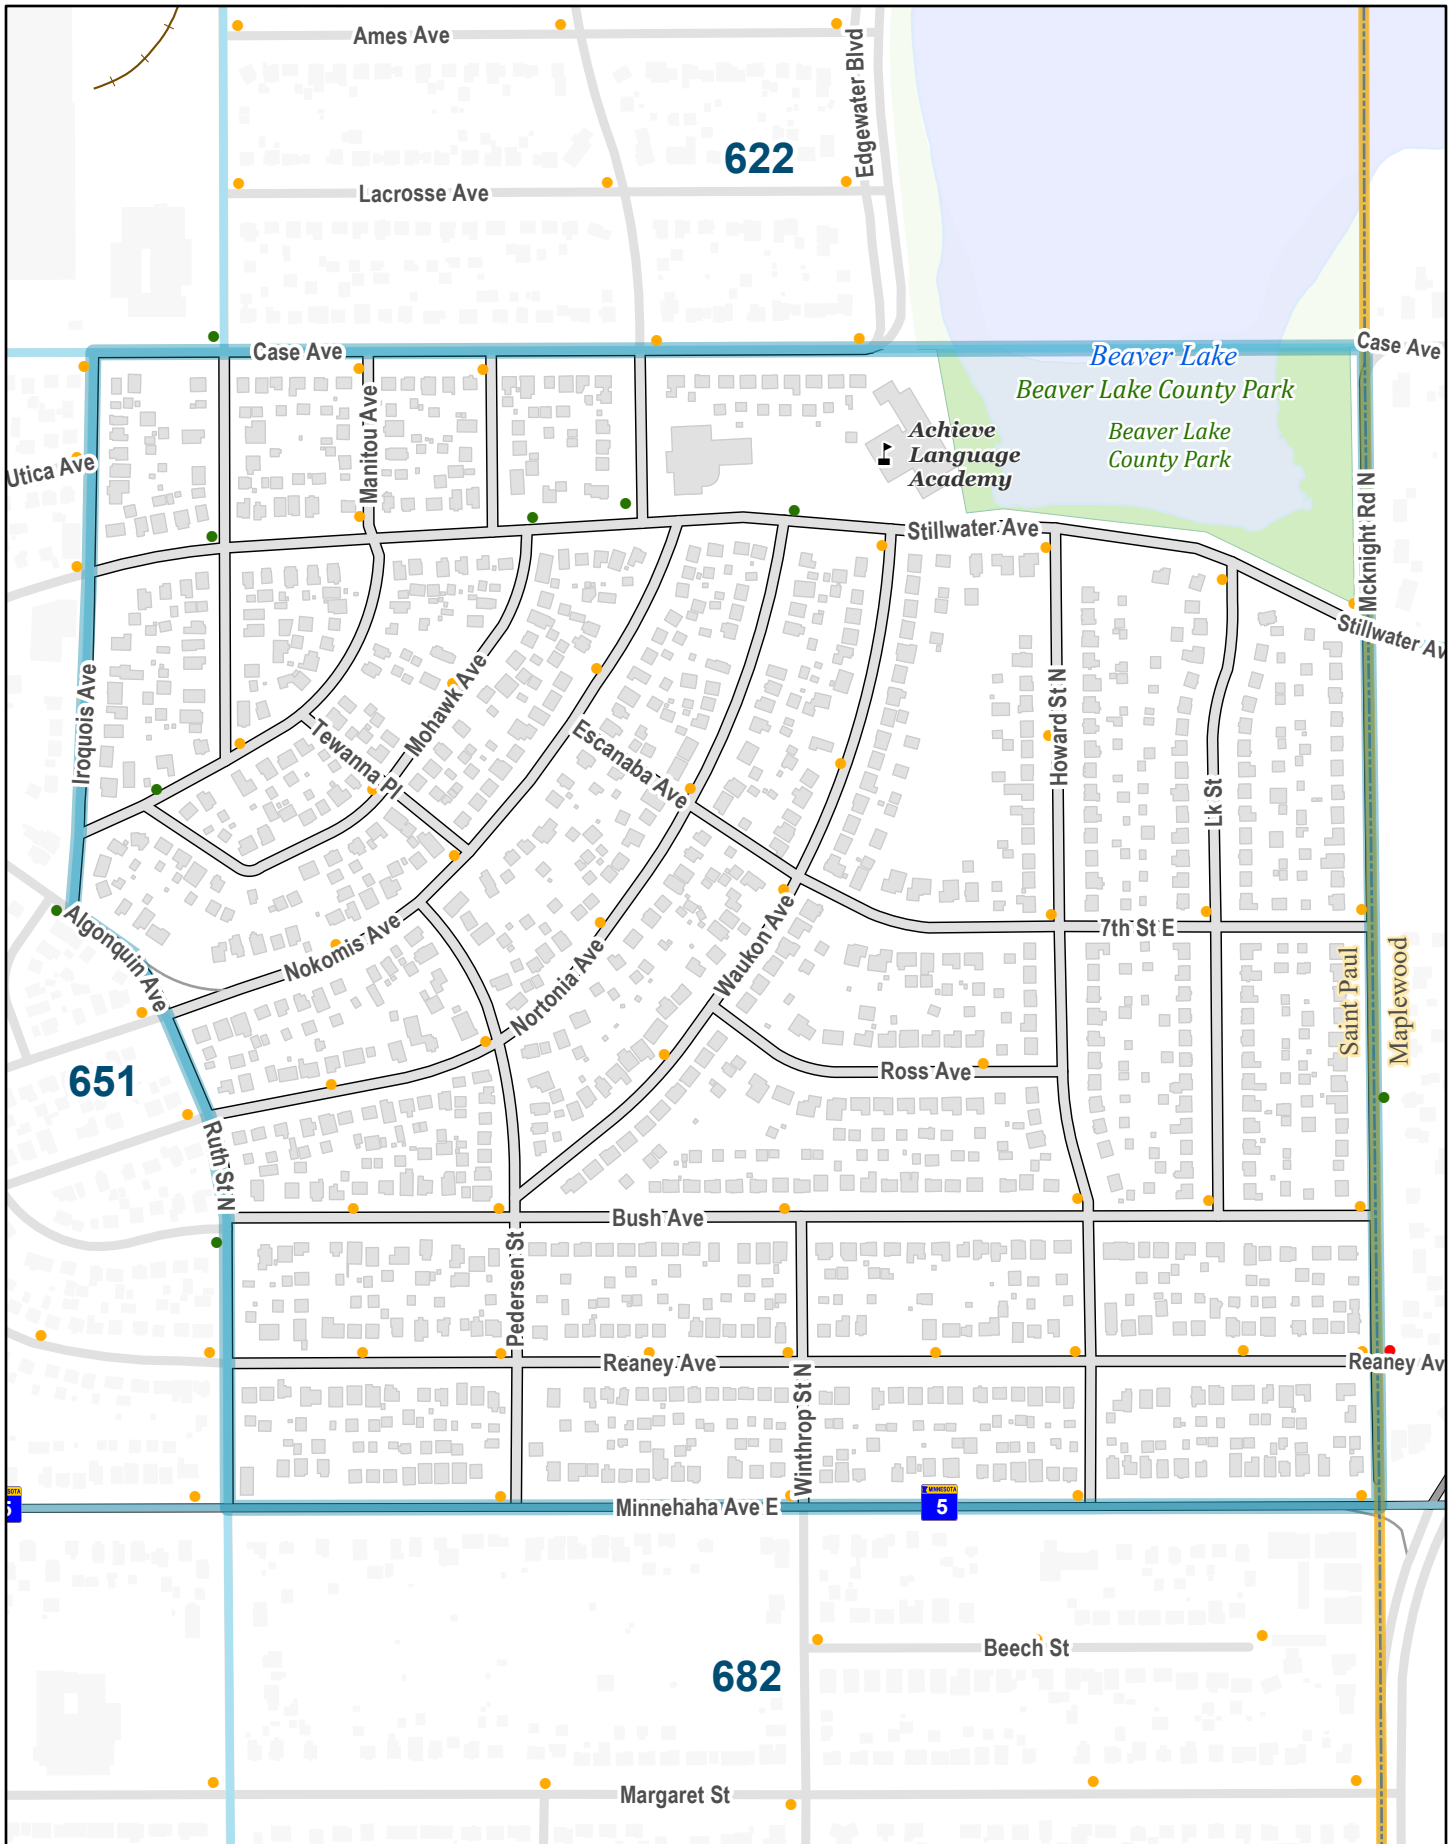 Ames Ave
Edgewater Blvd
622
Lacrosse Ave
Case Ave
Case Ave
Beaver Lake
Beaver Lake County Park
Beaver Lake
County Park
Achieve
Language
Academy
Manitou Ave
Utica Ave
Stillwater Ave
Mcknight Rd N
Stillwater Av
Iroquois Ave
Mohawk Ave
Tewanna Pl
Escanaba Ave
Howard St N
Lk St
Algonquin Ave
Nokomis Ave
Nortonia Ave
Waukon Ave
7th St E
Saint Paul
Maplewood
651
Ross Ave
Ruth St N
Bush Ave
Pedersen St
Reaney Ave
Reaney Av
Winthrop St N
SOTA
5
Minnehaha Ave E
MINNESOTA
5
Beech St
682
Margaret St